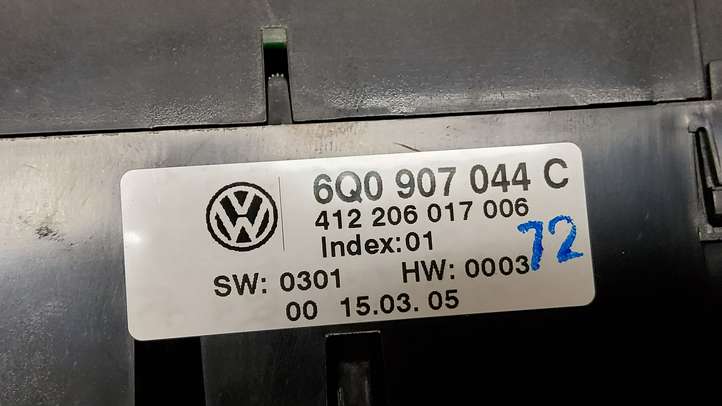 6Q0 907 044 C
412 206 017 006
Index:01
72
SW: 0301 HW: 0003
00 15.03. 05